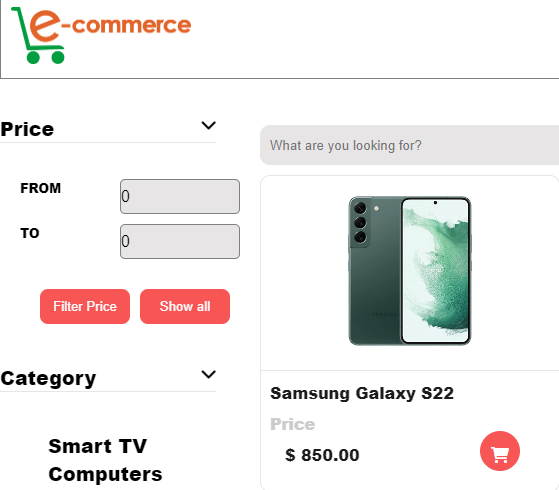 e-commerce
Price
What are you looking for?
FROM
0
TO
0
Filter Price
Show all
Samsung Galaxy S22
Price
$ 850.00
Category
Smart TV
Computers